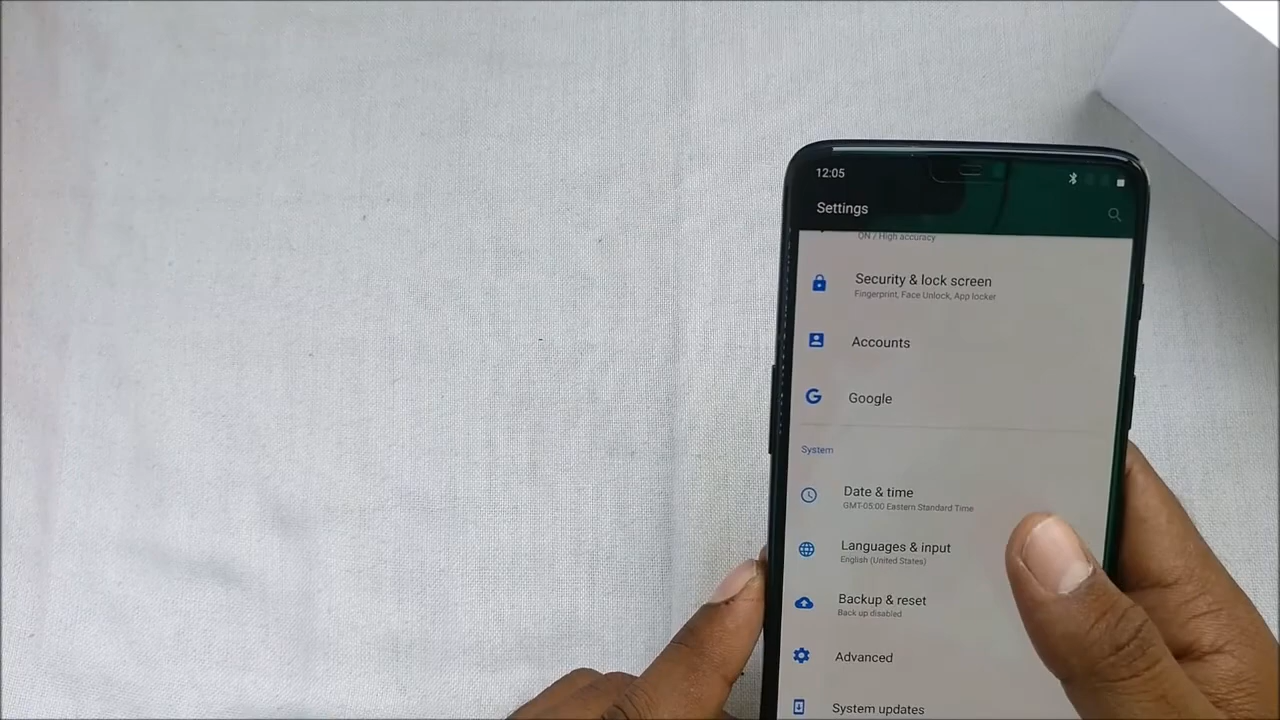 12:05
Settings
ON / High accuracy
Security & lock screen
Fingerprint, Face Unlock, App locker
Accounts
Google
System
Date & time
GMT-05:00 Eastern Standard Time
Languages & input
English (United States)
Backup & reset
Back up disabled
Advanced
System updates